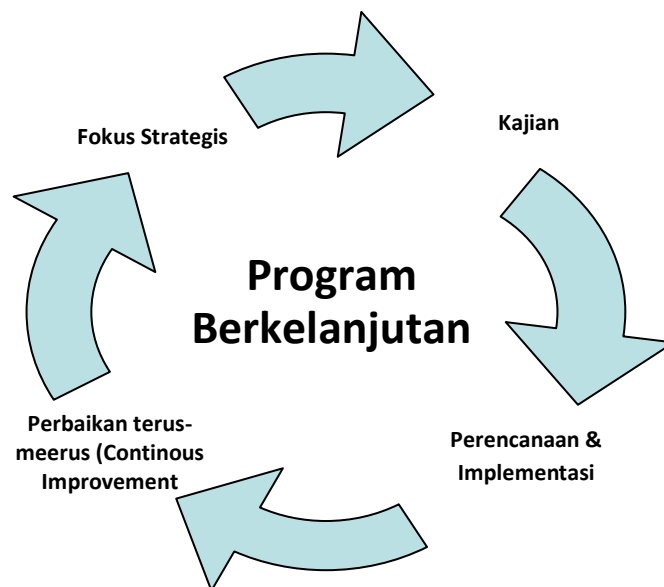 Fokus Strategis
Kajian
Program
Berkelanjutan
Perencanaan &
Implementasi
Perbaikan terus-
meerus (Continous
Improvement